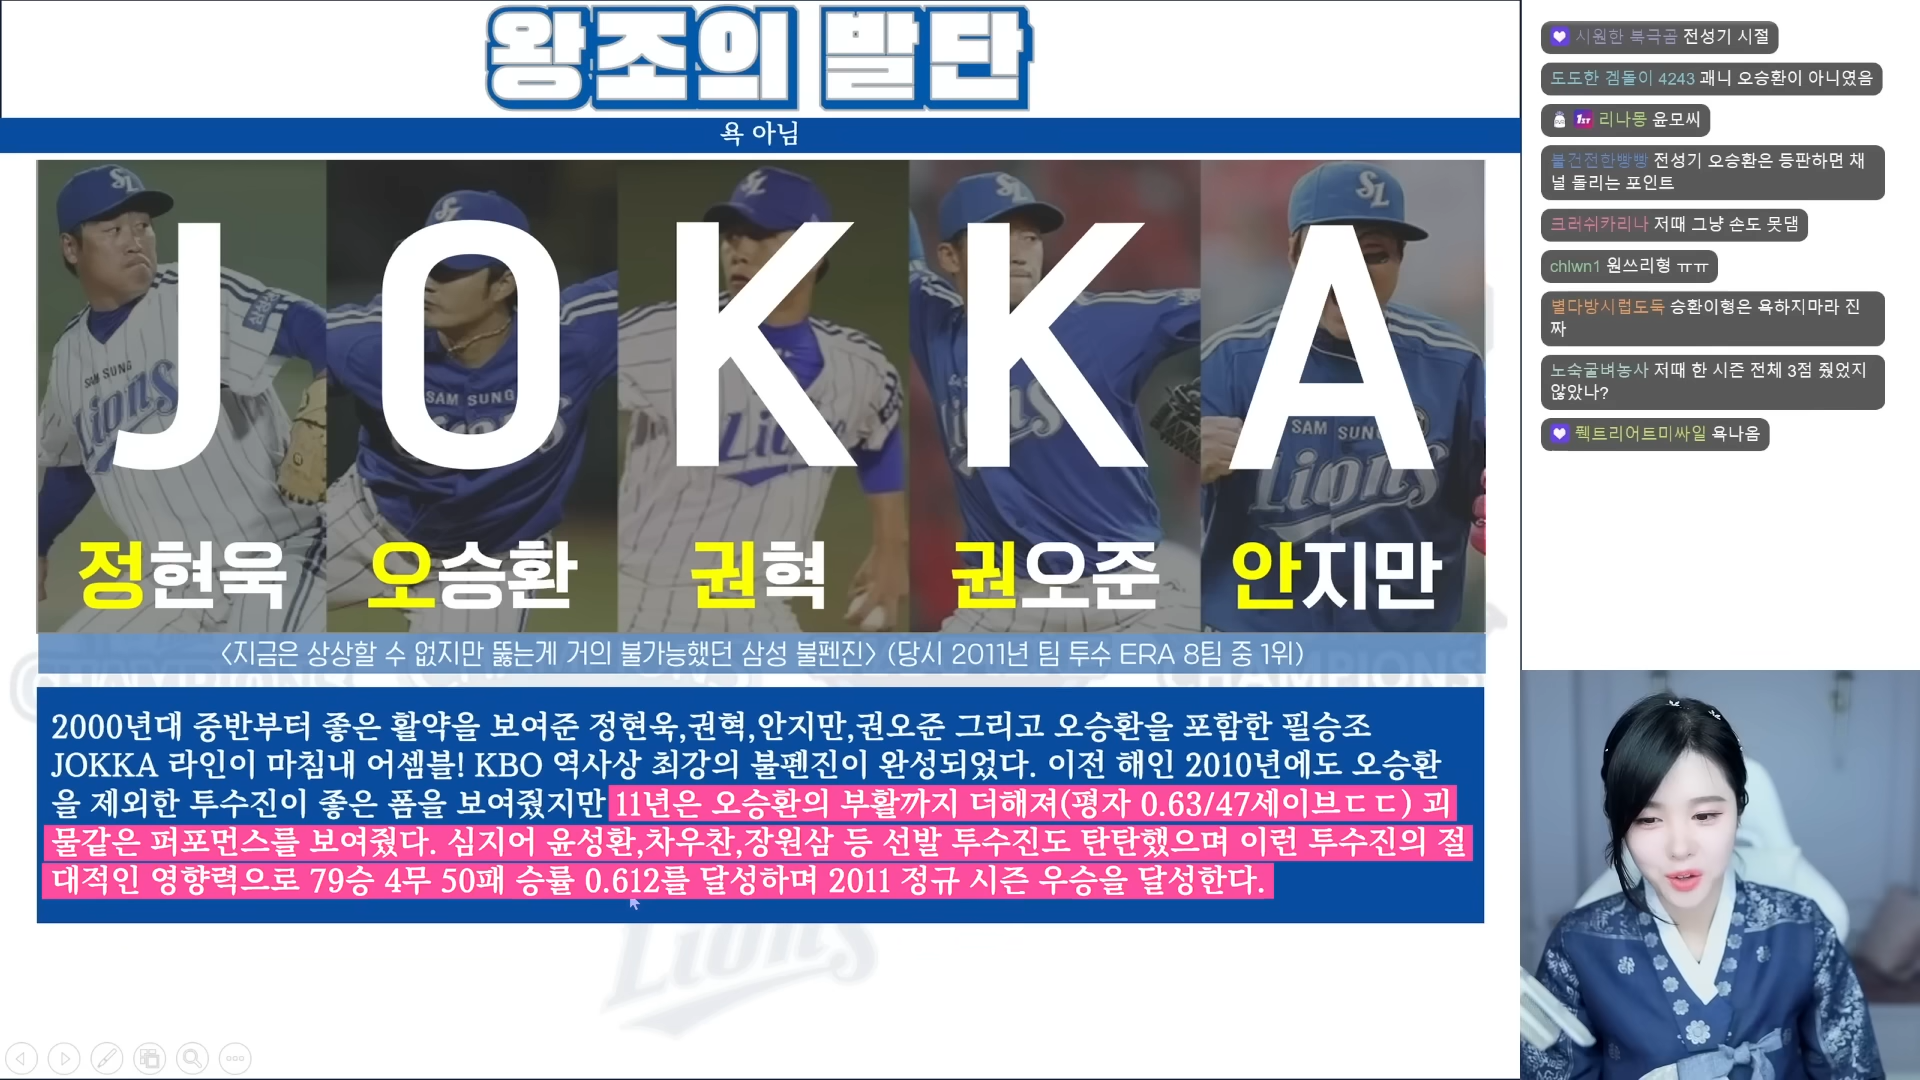 왕조의 발단
욕 아님
JOKKA
SAM SUNG
Lions
SAM SUNG
Lions
SAM SUNG
Lions
정현욱 오승환 권혁 권오준 안지만
<지금은 상상할 수 없지만 뚫는게 거의 불가능했던 삼성 불펜진> (당시 2011년 팀 투수 ERA 8팀 중 1위)
2000년대 중반부터 좋은 활약을 보여준 정현욱,권혁,안지만,권오준 그리고 오승환을 포함한 필승조
JOKKA 라인이 마침내 어셈블! KBO 역사상 최강의 불펜진이 완성되었다. 이전 해인 2010년에도 오승환
을 제외한 투수진이 좋은 폼을 보여줬지만 11년은 오승환의 부활까지 더해져(평자 0.63/47세이브ㄷㄷ) 괴
물같은 퍼포먼스를 보여줬다. 심지어 윤성환,차우찬,장원삼 등 선발 투수진도 탄탄했으며 이런 투수진의 절
대적인 영향력으로 79승 4무 50패 승률 0.612를 달성하며 2011 정규 시즌 우승을 달성한다.
Lions
시원한 북극곰 전성기 시절
도도한 겜돌이 4243 괘니 오승환이 아니였음
리나몽 윤모씨
불건전한빵빵 전성기 오승환은 등판하면 채
널 돌리는 포인트
크러쉬카리나 저때 그냥 손도 못댐
chlwn1 원쓰리형 ㅠㅠ
별다방시럽도둑 승환이형은 욕하지마라 진
짜
노숙굴벼농사 저때 한 시즌 전체 3점 줬었지
않았나?
퀙트리어트미싸일 욕나옴